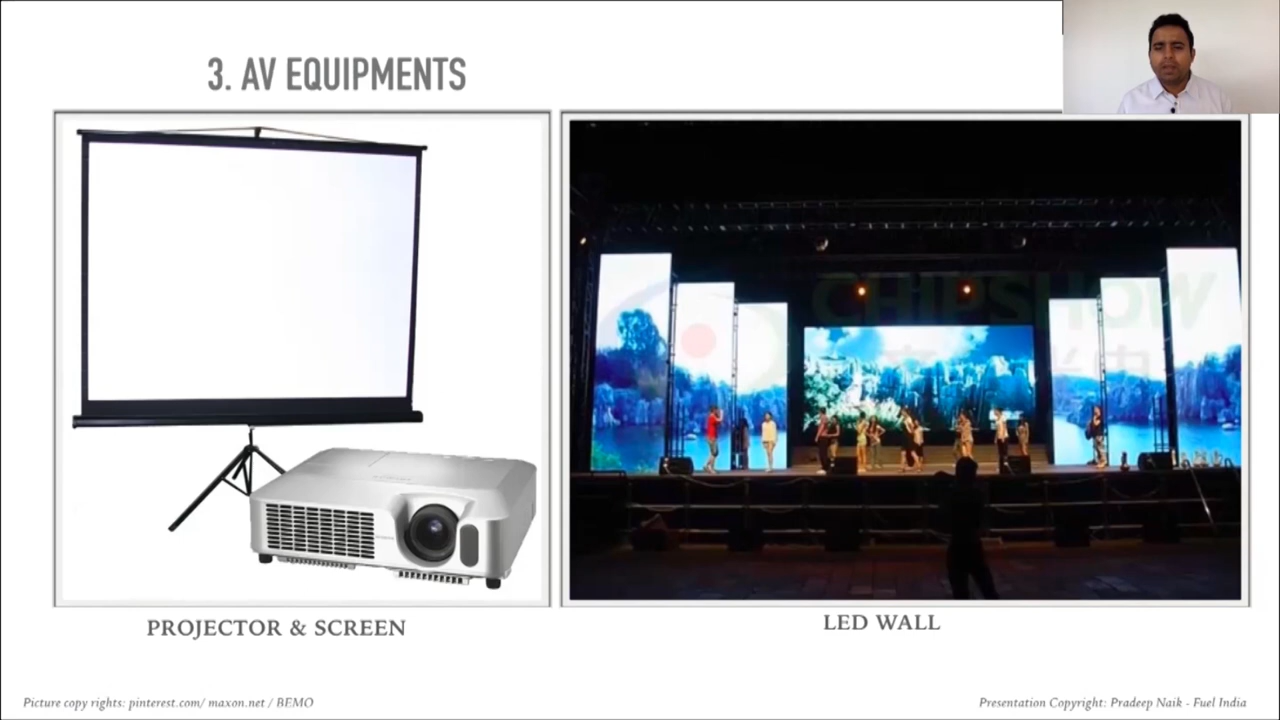 3. AV EQUIPMENTS
CHIPSHOW
PROJECTOR & SCREEN
LED WALL
Picture copy rights: pinterest.com/ maxon.net / BEMO
Presentation Copyright: Pradeep Naik - Fuel India